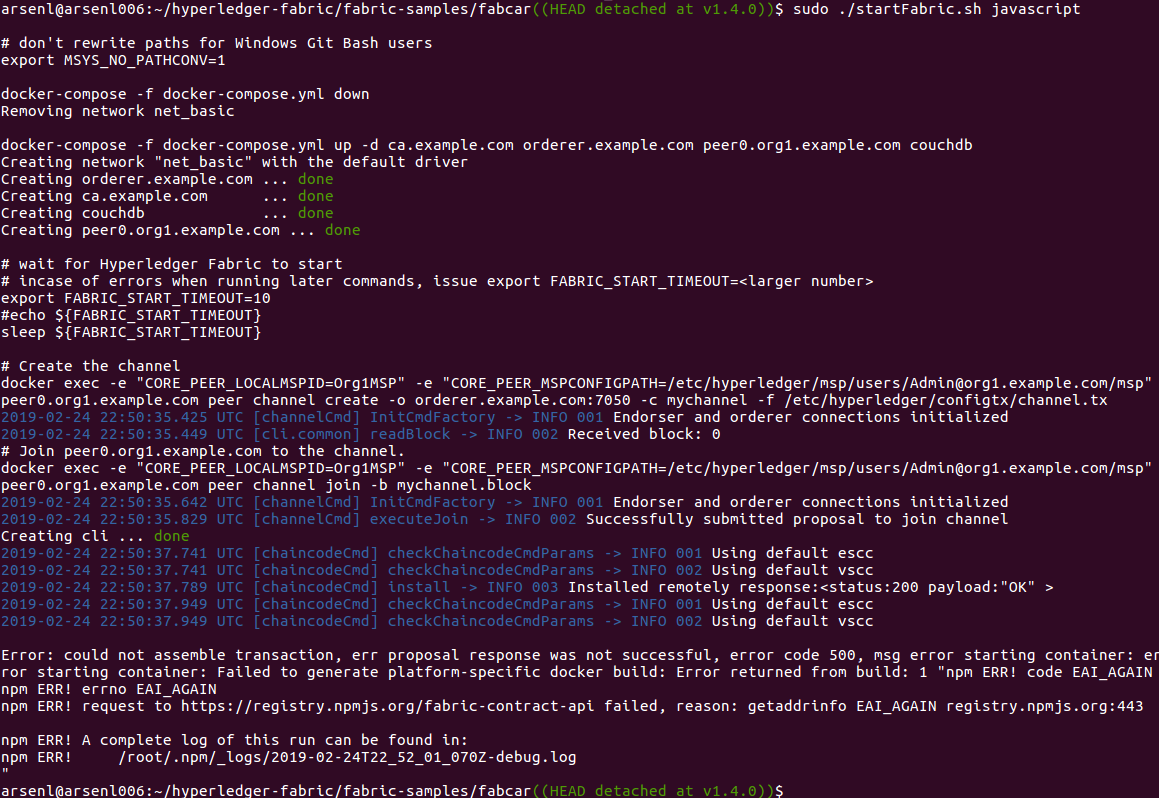 arsenl@arsenl006:~/hyperledger-fabric/fabric-samples/fabcar((HEAD detached at v1.4.0))$ sudo ./startFabric.sh javascript
# don't rewrite paths for Windows Git Bash users
export MSYS_NO_PATHCONV=1
docker-compose -f docker-compose.yml down
Removing network net_basic
docker-compose -f docker-compose.yml up -d ca.example.com orderer.example.com peer0.org1.example.com couchdb
Creating network "net_basic" with the default driver
Creating orderer.example.com ... done
Creating ca.example.com      ... done
Creating couchdb             ... done
Creating peer0.org1.example.com ... done
# wait for Hyperledger Fabric to start
# incase of errors when running later commands, issue export FABRIC_START_TIMEOUT=<larger number>
export FABRIC_START_TIMEOUT=10
#echo ${FABRIC_START_TIMEOUT}
sleep ${FABRIC_START_TIMEOUT}
# Create the channel
docker exec -e "CORE_PEER_LOCALMSPID=Org1MSP" -e "CORE_PEER_MSPCONFIGPATH=/etc/hyperledger/msp/users/Admin@org1.example.com/msp"
peer0.org1.example.com peer channel create -o orderer.example.com:7050 -c mychannel -f /etc/hyperledger/configtx/channel.tx
2019-02-24 22:50:35.425 UTC [channelCmd] InitCmdFactory -> INFO 001 Endorser and orderer connections initialized
2019-02-24 22:50:35.449 UTC [cli.common] readBlock -> INFO 002 Received block: 0
# Join peer0.org1.example.com to the channel.
docker exec -e "CORE_PEER_LOCALMSPID=Org1MSP" -e "CORE_PEER_MSPCONFIGPATH=/etc/hyperledger/msp/users/Admin@org1.example.com/msp"
peer0.org1.example.com peer channel join -b mychannel.block
2019-02-24 22:50:35.642 UTC [channelCmd] InitCmdFactory -> INFO 001 Endorser and orderer connections initialized
2019-02-24 22:50:35.829 UTC [channelCmd] executeJoin -> INFO 002 Successfully submitted proposal to join channel
Creating cli ... done
2019-02-24 22:50:37.741 UTC [chaincodeCmd] checkChaincodeCmdParams -> INFO 001 Using default escc
2019-02-24 22:50:37.741 UTC [chaincodeCmd] checkChaincodeCmdParams -> INFO 002 Using default vscc
2019-02-24 22:50:37.789 UTC [chaincodeCmd] install -> INFO 003 Installed remotely response:<status:200 payload:"OK" >
2019-02-24 22:50:37.949 UTC [chaincodeCmd] checkChaincodeCmdParams -> INFO 001 Using default escc
2019-02-24 22:50:37.949 UTC [chaincodeCmd] checkChaincodeCmdParams -> INFO 002 Using default vscc
Error: could not assemble transaction, err proposal response was not successful, error code 500, msg error starting container: er
ror starting container: Failed to generate platform-specific docker build: Error returned from build: 1 "npm ERR! code EAI_AGAIN
npm ERR! errno EAI_AGAIN
npm ERR! request to https://registry.npmjs.org/fabric-contract-api failed, reason: getaddrinfo EAI_AGAIN registry.npmjs.org:443
npm ERR! A complete log of this run can be found in:
npm ERR!     /root/.npm/_logs/2019-02-24T22_52_01_070Z-debug.log
"
arsenl@arsenl006:~/hyperledger-fabric/fabric-samples/fabcar((HEAD detached at v1.4.0))$